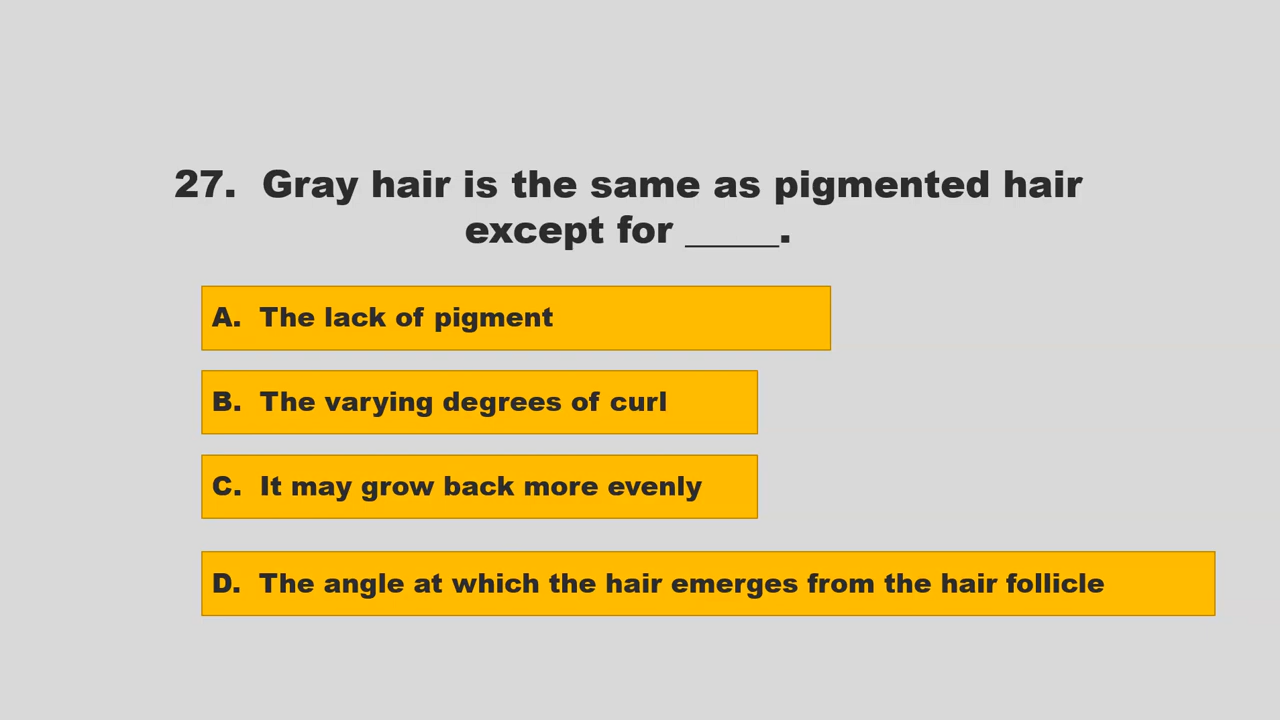 27. Gray hair is the same as pigmented hair
except for _____.
A. The lack of pigment
B. The varying degrees of curl
C. It may grow back more evenly
D. The angle at which the hair emerges from the hair follicle